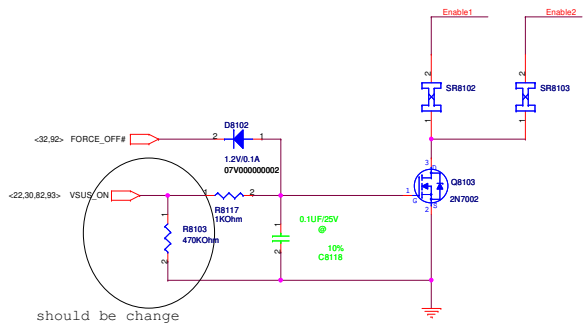 Enable1
Enable2
2
2
SR8102
SR8103
1
1
D8102
<32,92> FORCE_OFF#
2
1
1.2V/0.1A
07V000000002
3
D
Q8103
<22,30,82,93> VSUS_ON
1
2
1
G
S
2
2N7002
R8117
1KOhm
1
R8103
470KOhm
2
0.1UF/25V
@
1
10%
2
C8118
should be change